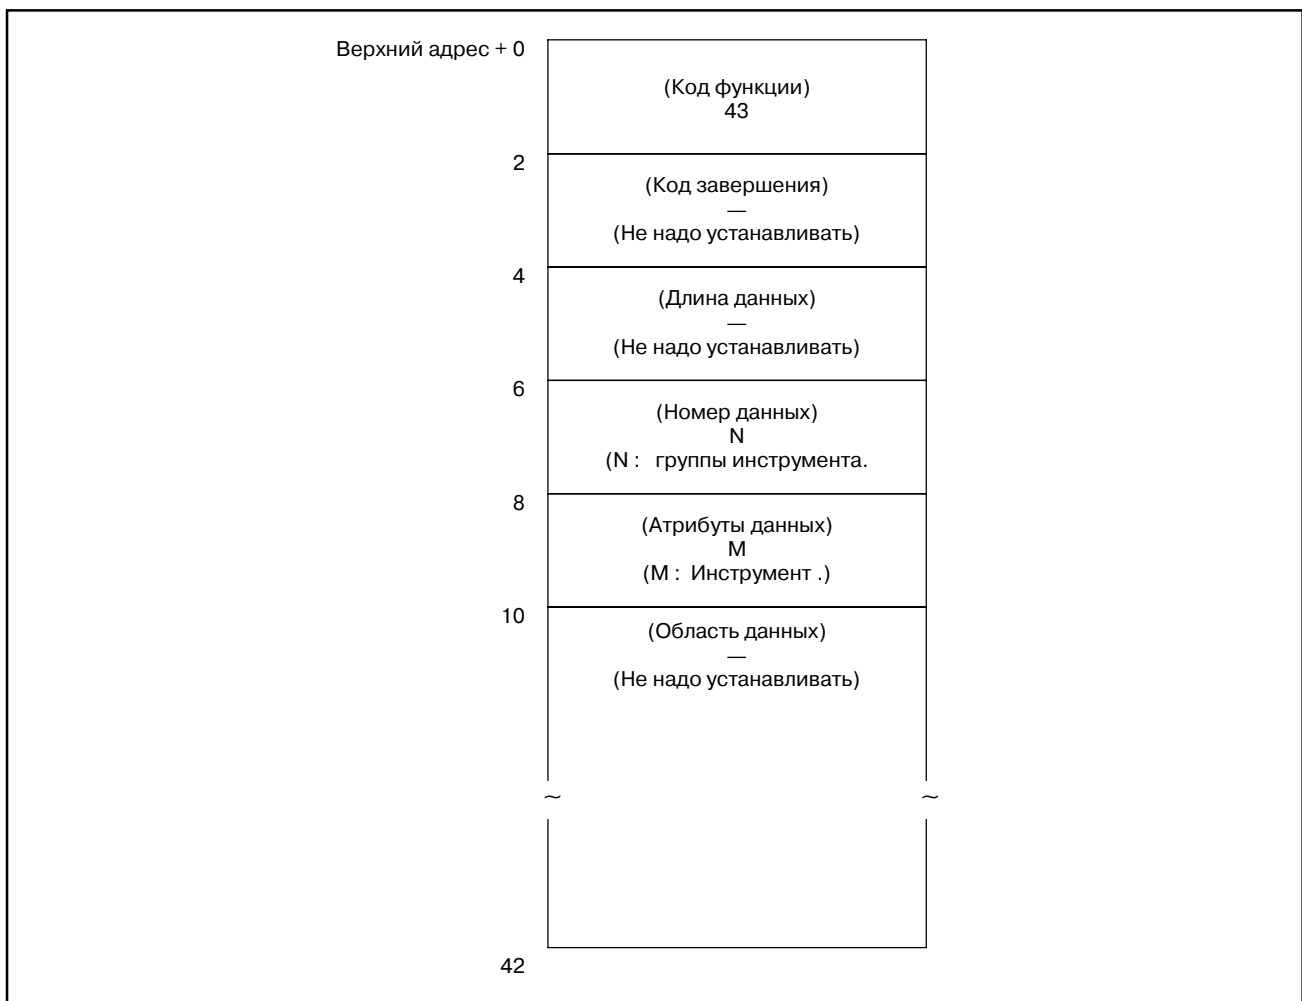 Верхний адрес + 0
(Код функции)
43
2
(Код завершения)
—
(Не надо устанавливать)
4
(Длина данных)
—
(Не надо устанавливать)
6
(Номер данных)
N
(N : группы инструмента.
8
(Атрибуты данных)
M
(M : Инструмент .)
10
(Область данных)
—
(Не надо устанавливать)
~ ~
42